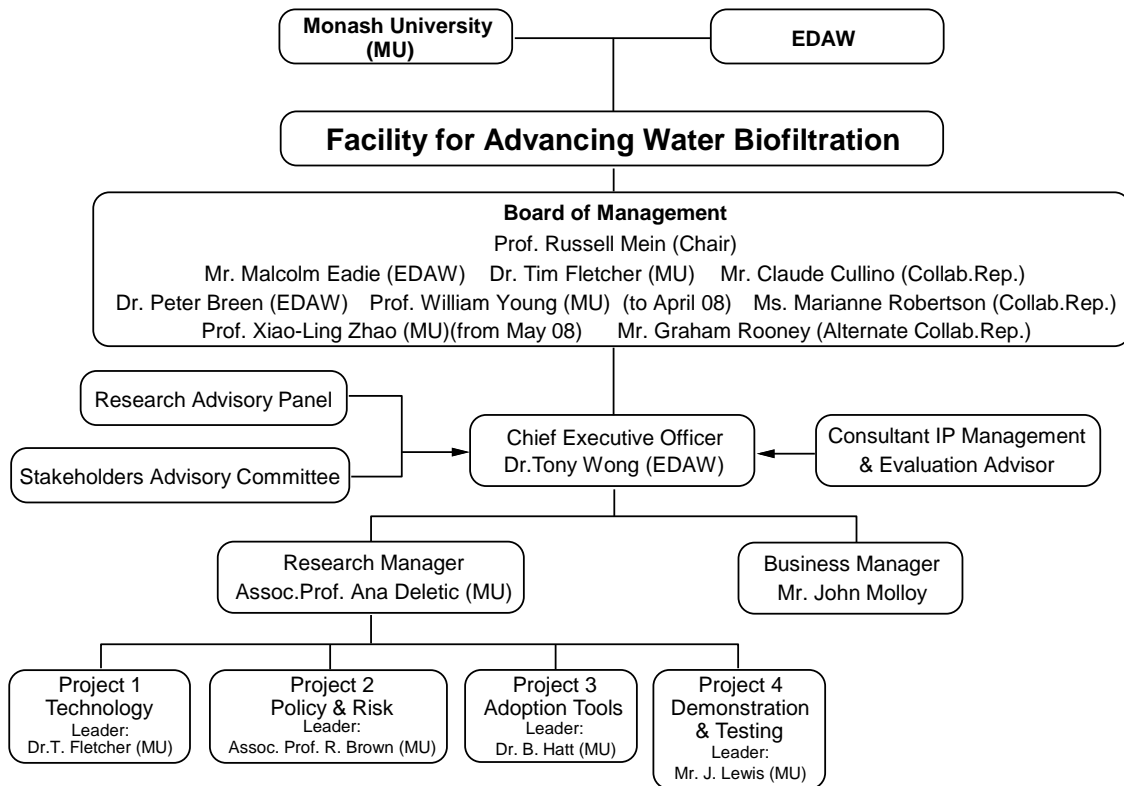 Monash University
(MU)
EDAW
Facility for Advancing Water Biofiltration
Board of Management
Prof. Russell Mein (Chair)
Mr. Malcolm Eadie (EDAW) Dr. Tim Fletcher (MU) Mr. Claude Cullino (Collab.Rep.)
Dr. Peter Breen (EDAW) Prof. William Young (MU) (to April 08) Ms. Marianne Robertson (Collab.Rep.)
Prof. Xiao-Ling Zhao (MU)(from May 08) Mr. Graham Rooney (Alternate Collab.Rep.)
Research Advisory Panel
Stakeholders Advisory Committee
Chief Executive Officer
Dr.Tony Wong (EDAW)
Consultant IP Management
& Evaluation Advisor
Research Manager
Assoc.Prof. Ana Deletic (MU)
Business Manager
Mr. John Molloy
Project 1
Technology
Leader:
Dr.T. Fletcher (MU)
Project 2
Policy & Risk
Leader:
Assoc. Prof. R. Brown (MU)
Project 3
Adoption Tools
Leader:
Dr. B. Hatt (MU)
Project 4
Demonstration
& Testing
Leader:
Mr. J. Lewis (MU)